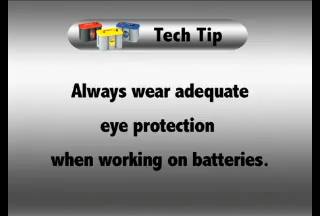 Tech Tip
Always wear adequate
eye protection
when working on batteries.